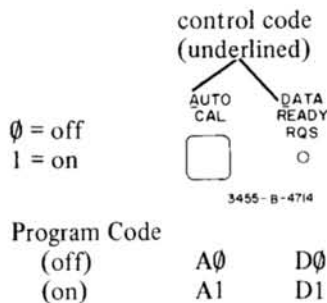 control code
(underlined)
AUTO CAL
DATA READY RQS
Ø = off
1 = on
3455-B-4714
Program Code
(off) AØ DØ
(on) A1 D1